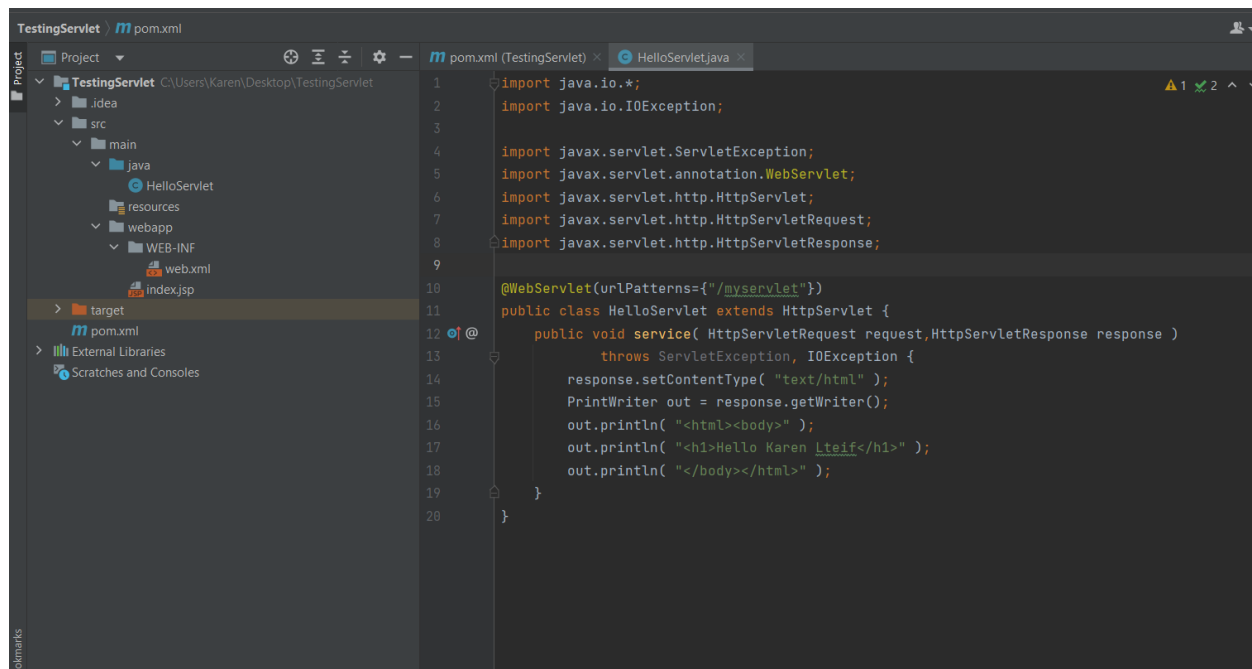 TestingServlet 〉 m pom.xml
Project
Project
TestingServlet C:\Users\Karen\Desktop\TestingServlet
.idea
src
main
java
HelloServlet
resources
webapp
WEB-INF
web.xml
index.jsp
target
m pom.xml
External Libraries
Scratches and Consoles
okmarks
m pom.xml (TestingServlet) × C HelloServlet.java ×
1 import java.io.*;
2 import java.io.IOException;
3
4 import javax.servlet.ServletException;
5 import javax.servlet.annotation.WebServlet;
6 import javax.servlet.http.HttpServlet;
7 import javax.servlet.http.HttpServletRequest;
8 import javax.servlet.http.HttpServletResponse;
9
10 @WebServlet(urlPatterns={"/myservlet"})
11 public class HelloServlet extends HttpServlet {
12 @ public void service( HttpServletRequest request,HttpServletResponse response )
13 throws ServletException, IOException {
14 response.setContentType( "text/html" );
15 PrintWriter out = response.getWriter();
16 out.println( "<html><body>" );
17 out.println( "<h1>Hello Karen Lteif</h1>" );
18 out.println( "</body></html>" );
19 }
20 }
1 2